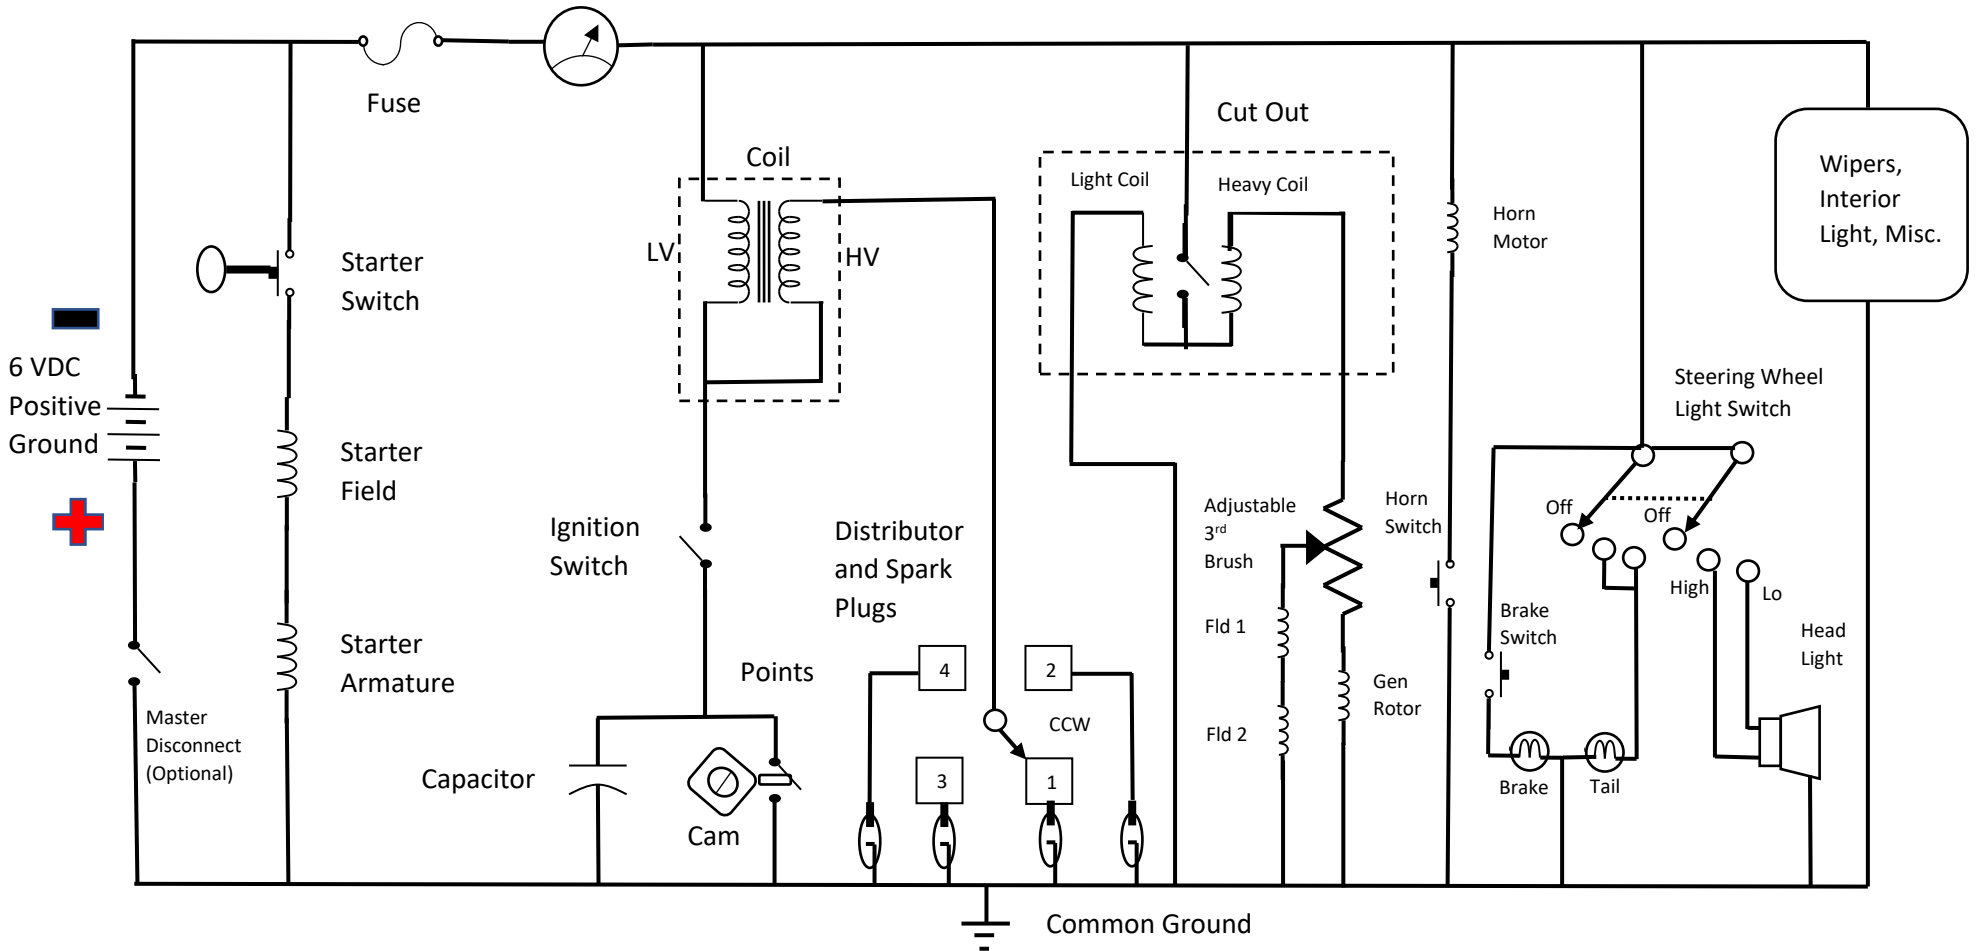 Fuse
Cut Out
Coil
Light Coil
Heavy Coil
Wipers,
Interior
Light, Misc.
Horn
Motor
LV
HV
Starter
Switch
6 VDC
Positive
Ground
Steering Wheel
Light Switch
Starter
Field
Ignition
Switch
Distributor
and Spark
Plugs
Adjustable
3rd
Brush
Horn
Switch
Off
Off
High
Lo
Fld 1
Brake
Switch
Head
Light
Starter
Armature
Points
4
2
Gen
Rotor
Master
Disconnect
(Optional)
CCW
Fld 2
Capacitor
3
1
Cam
Brake
Tail
Common Ground